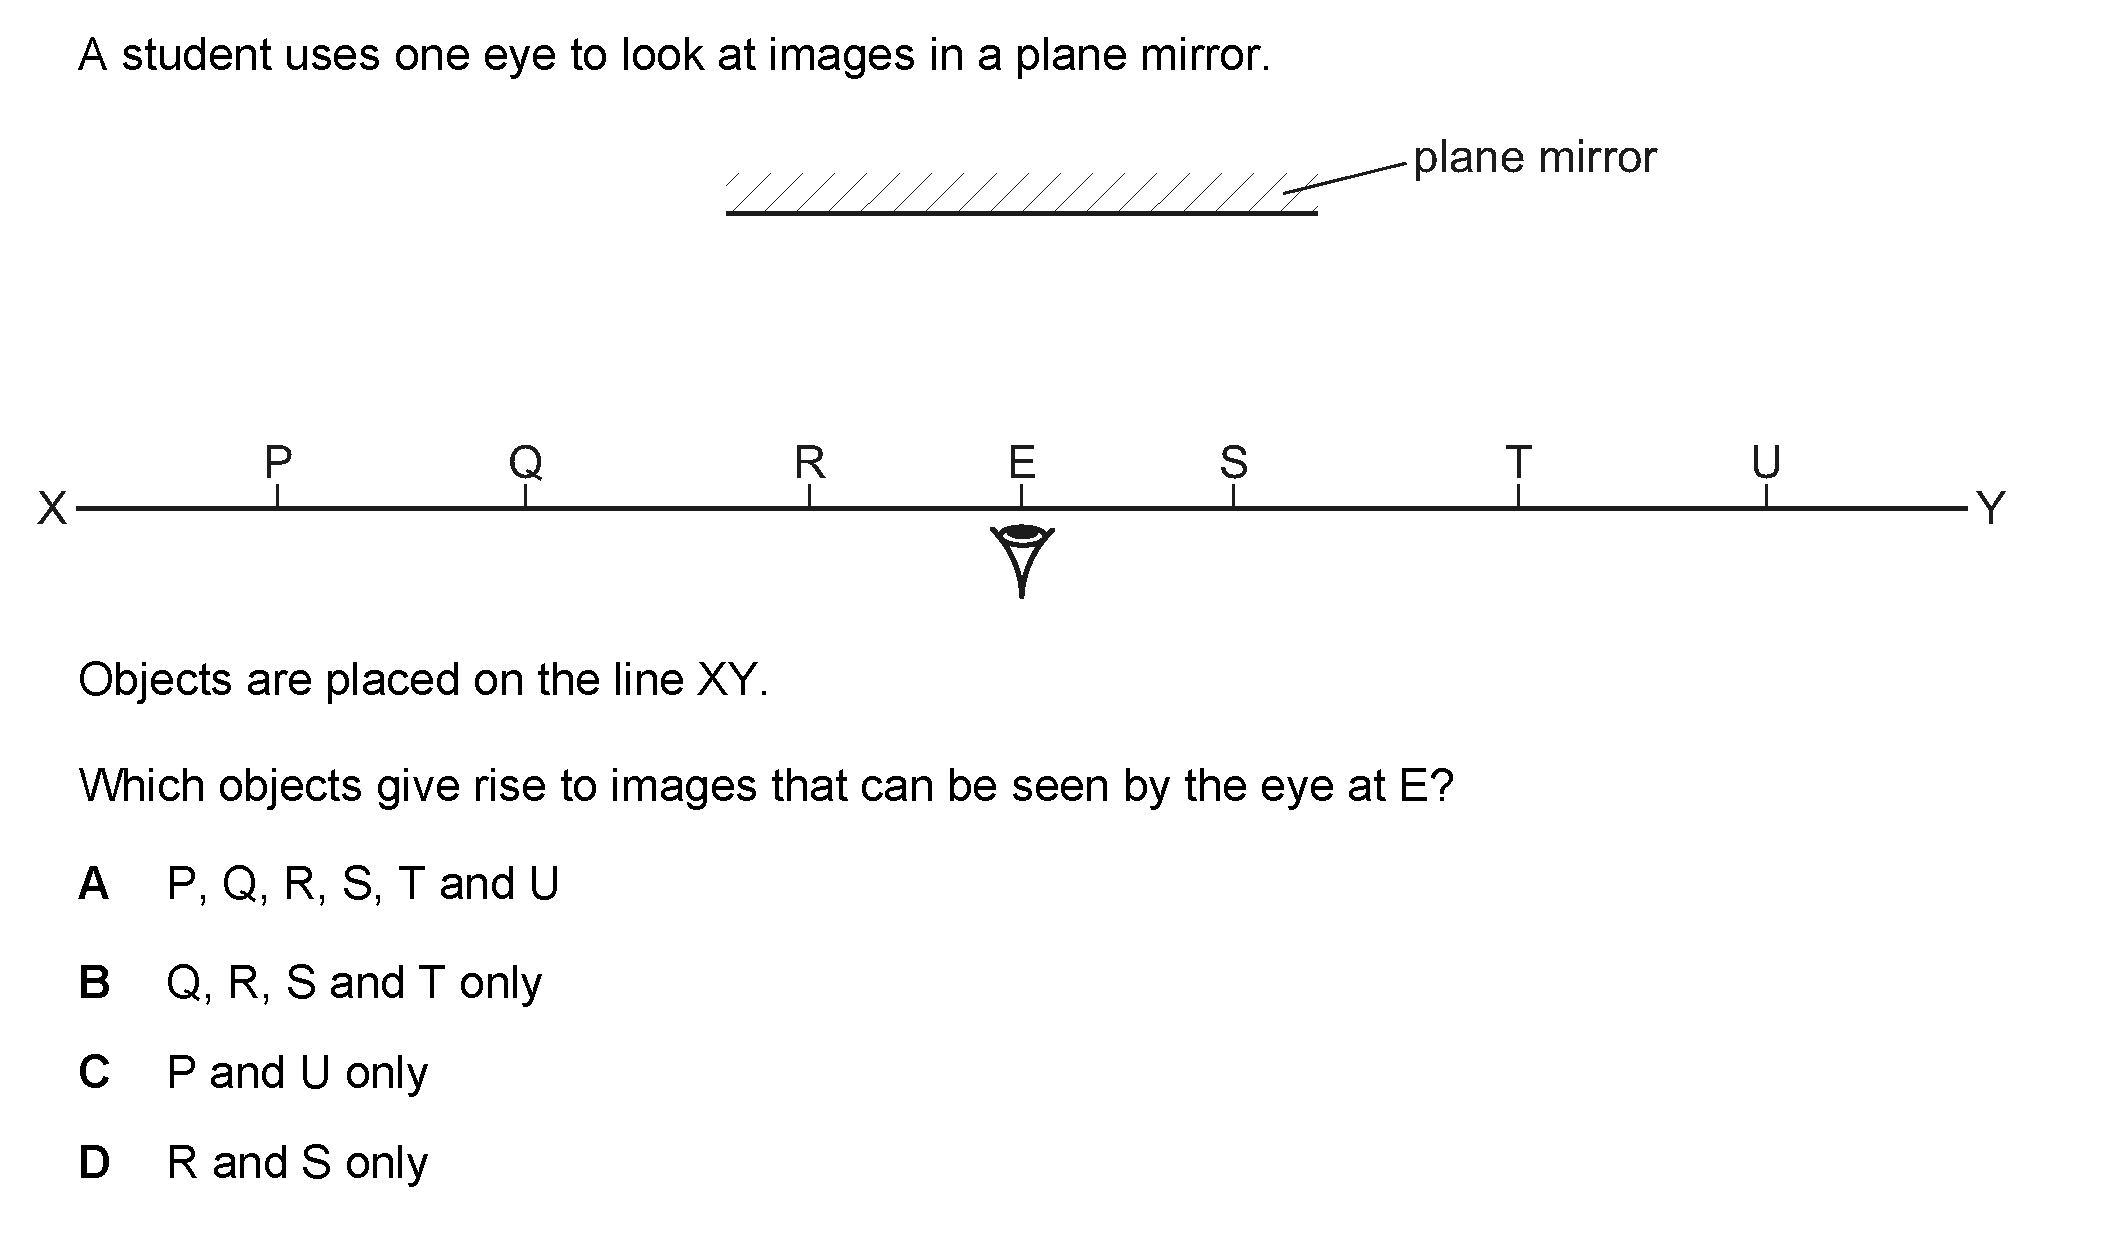 A student uses one eye to look at images in a plane mirror.
plane mirror
P Q R E S T U
X Y
Objects are placed on the line XY.
Which objects give rise to images that can be seen by the eye at E?
A P, Q, R, S, T and U
B Q, R, S and T only
C P and U only
D R and S only